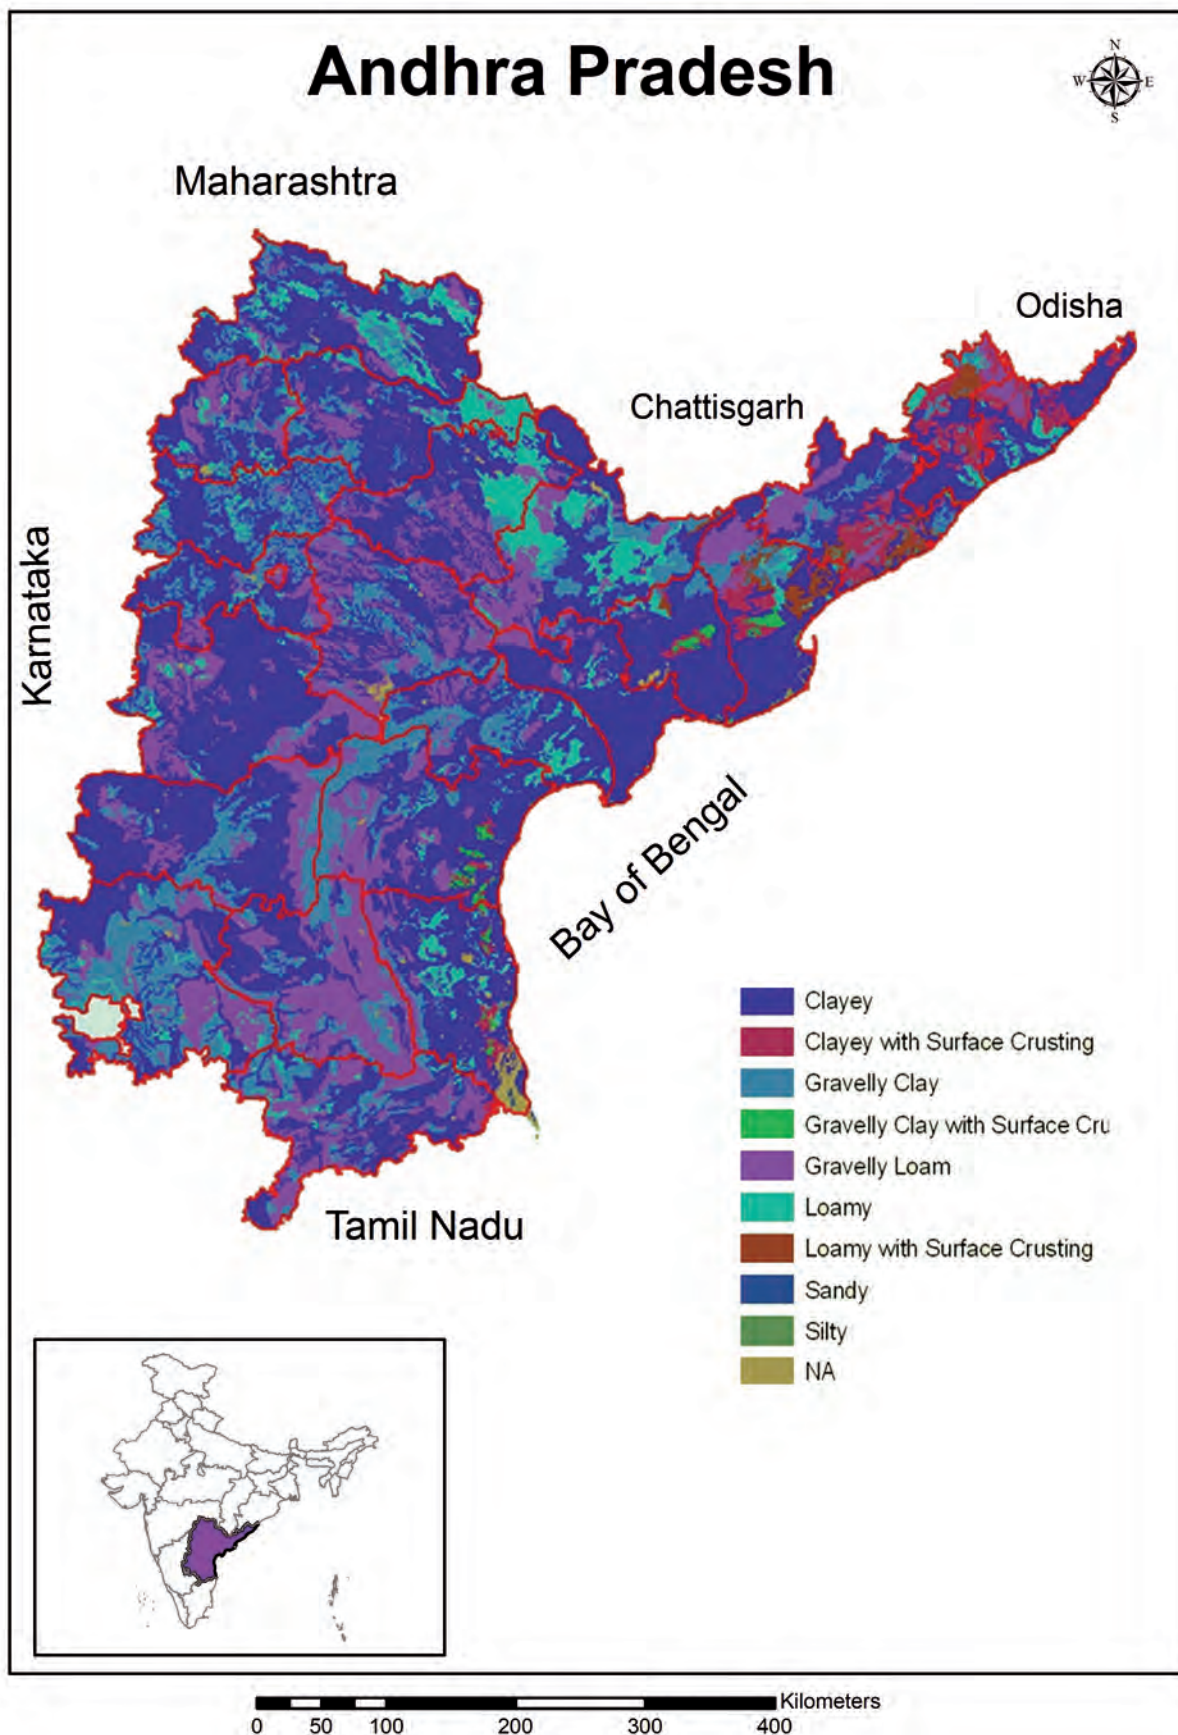 Andhra Pradesh
N
W E
S
Maharashtra
Odisha
Chattisgarh
Karnataka
Bay of Bengal
Tamil Nadu
Clayey
Clayey with Surface Crusting
Gravelly Clay
Gravelly Clay with Surface Cru
Gravelly Loam
Loamy
Loamy with Surface Crusting
Sandy
Silty
NA
Kilometers
0 50 100 200 300 400